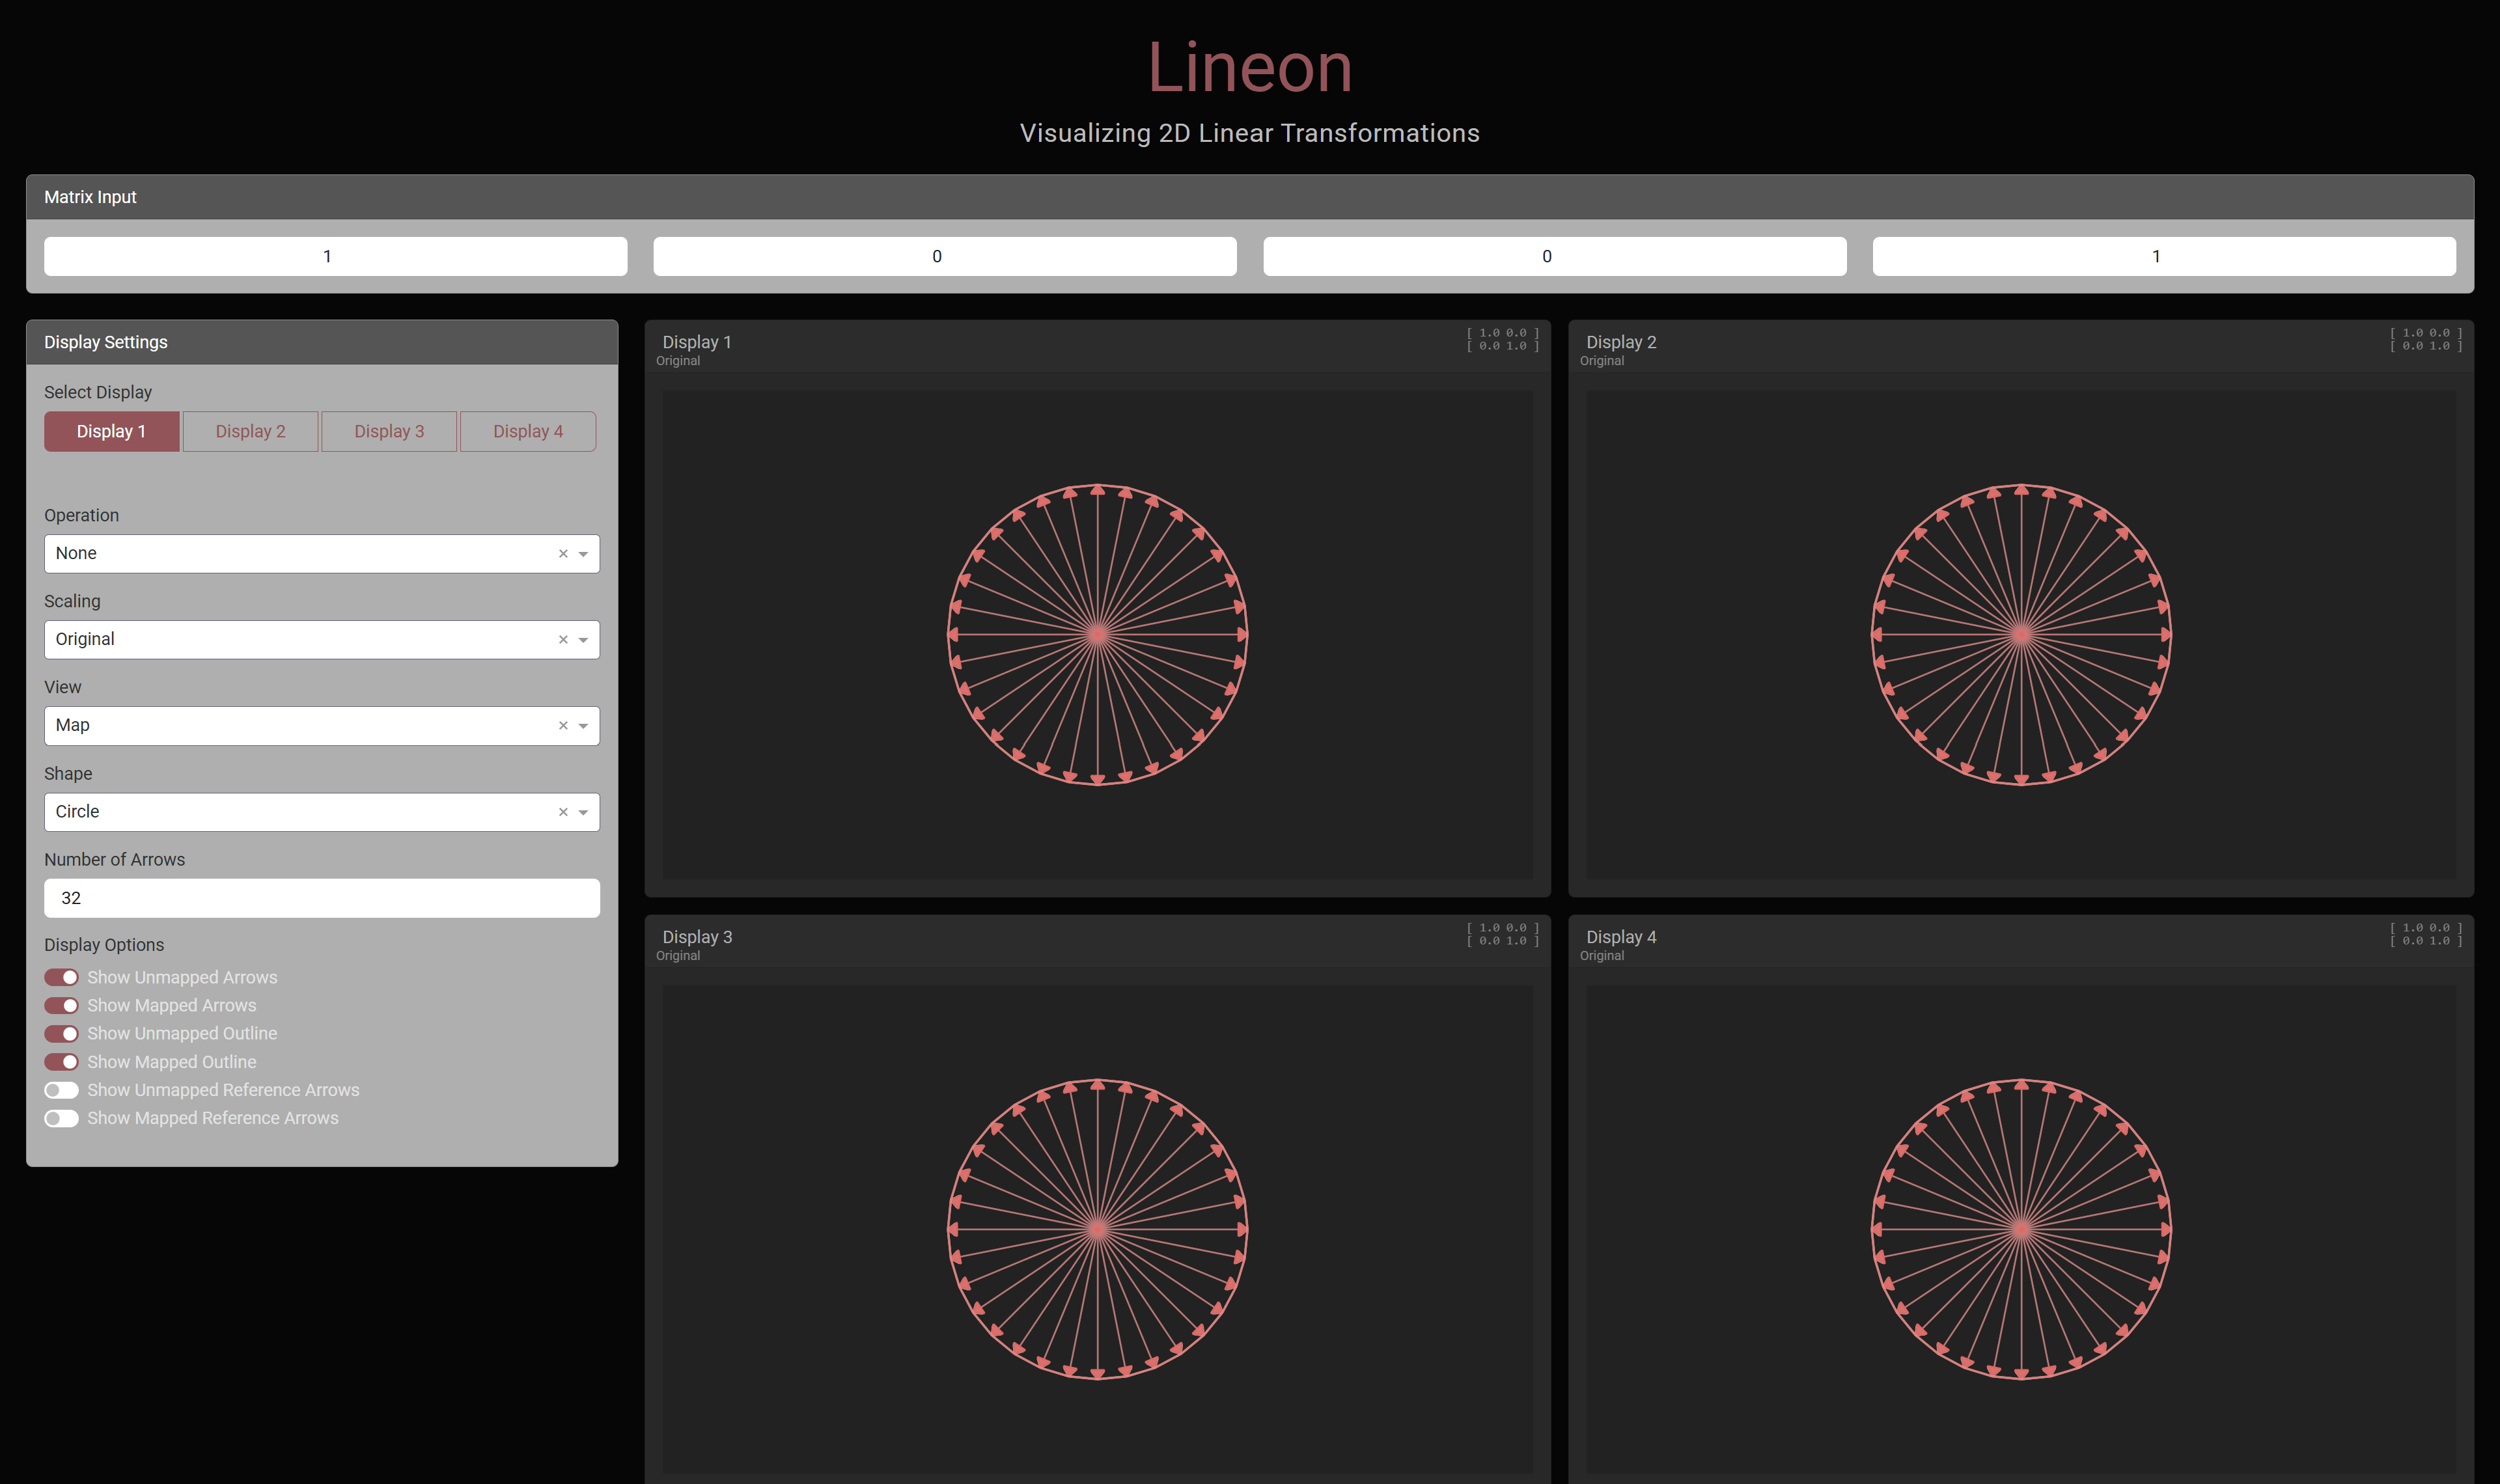 Lineon
Visualizing 2D Linear Transformations
Matrix Input
1 0 0 1
Display Settings
Select Display
Display 1 Display 2 Display 3 Display 4
Operation
None
Scaling
Original
View
Map
Shape
Circle
Number of Arrows
32
Display Options
Show Unmapped Arrows
Show Mapped Arrows
Show Unmapped Outline
Show Mapped Outline
Show Unmapped Reference Arrows
Show Mapped Reference Arrows
Display 1
Original
[ 1.0 0.0 ]
[ 0.0 1.0 ]
Display 2
Original
[ 1.0 0.0 ]
[ 0.0 1.0 ]
Display 3
Original
[ 1.0 0.0 ]
[ 0.0 1.0 ]
Display 4
Original
[ 1.0 0.0 ]
[ 0.0 1.0 ]